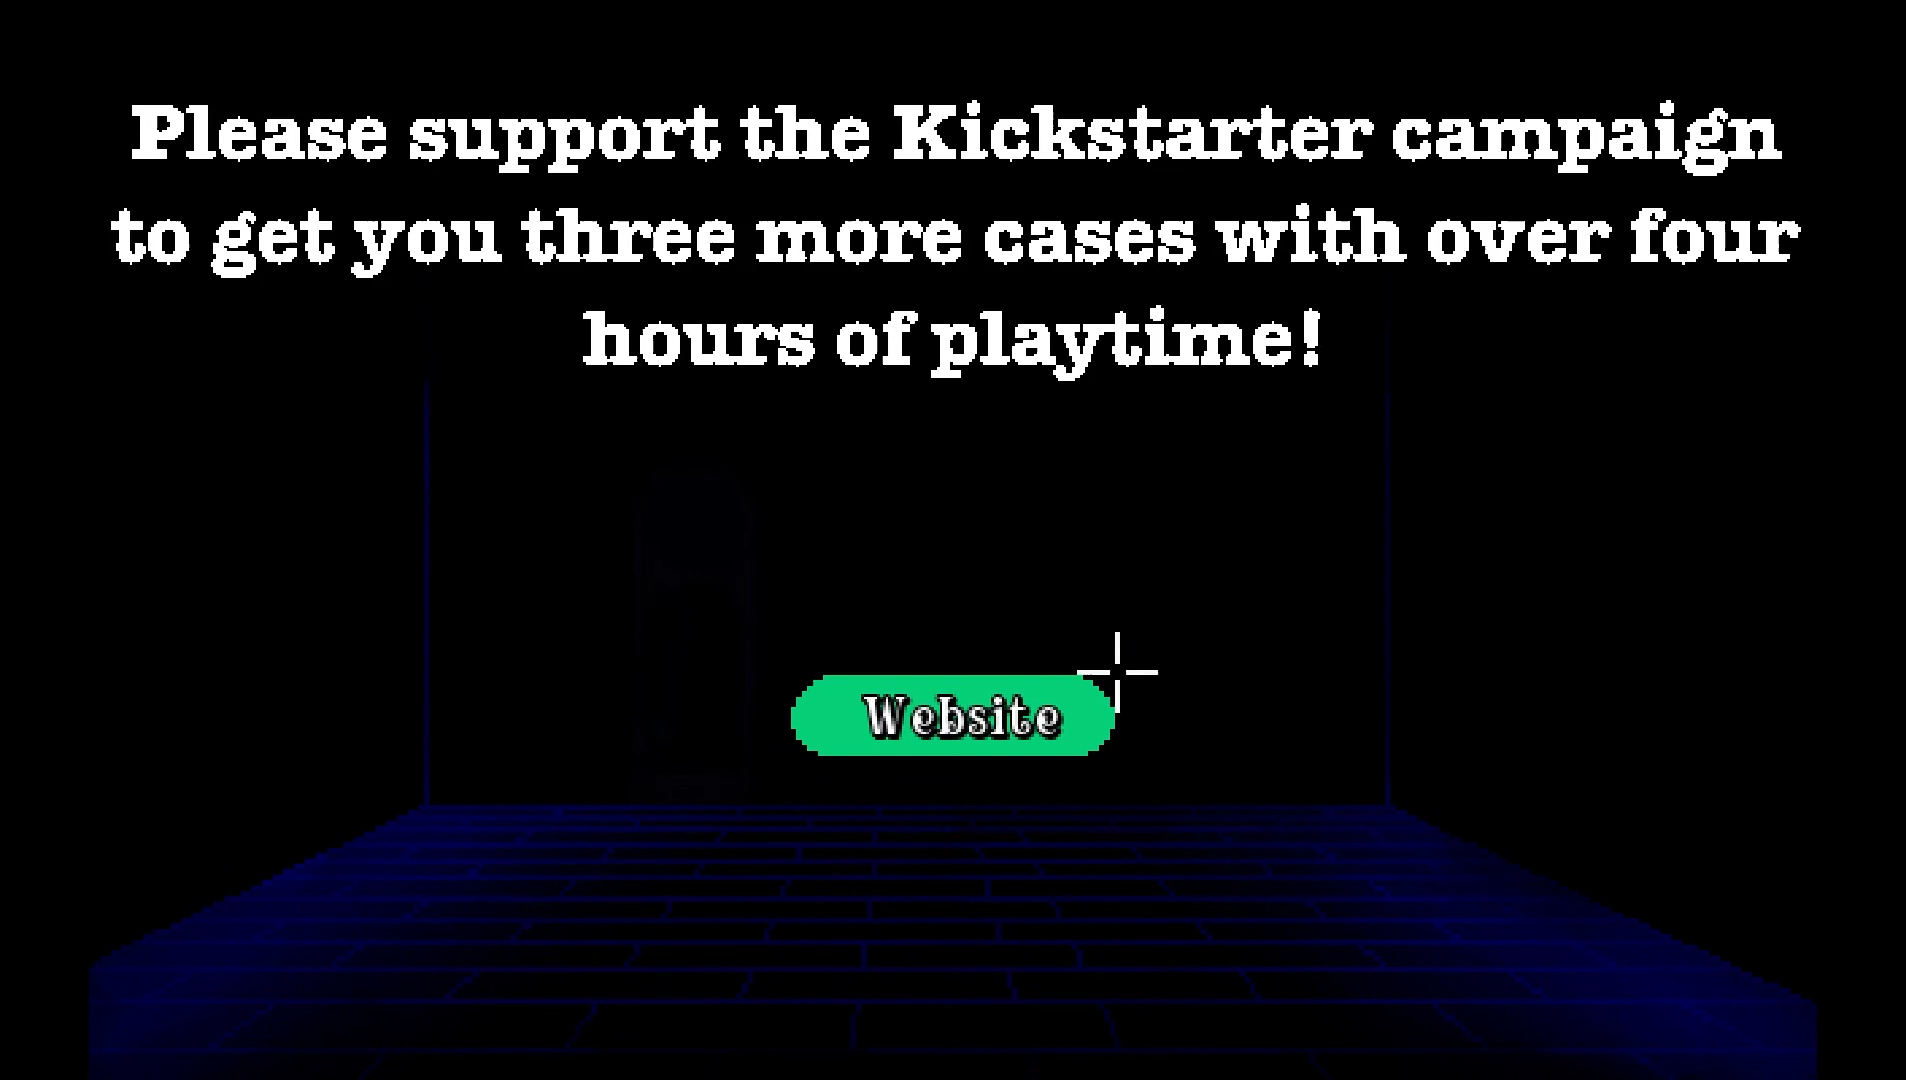 Please support the Kickstarter campaign
to get you three more cases with over four
hours of playtime!
Website